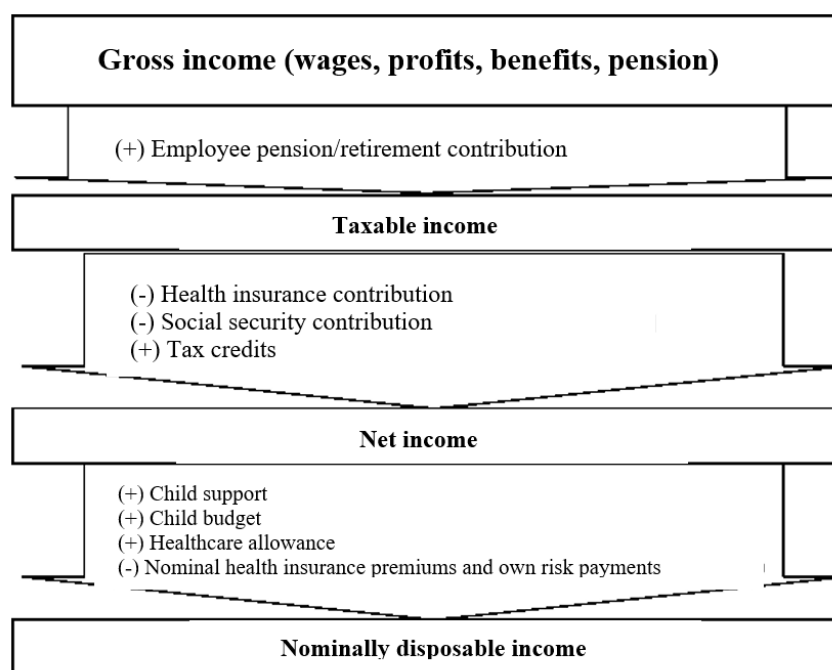 Gross income (wages, profits, benefits, pension)
(+) Employee pension/retirement contribution
Taxable income
(-) Health insurance contribution
(-) Social security contribution
(+) Tax credits
Net income
(+) Child support
(+) Child budget
(+) Healthcare allowance
(-) Nominal health insurance premiums and own risk payments
Nominally disposable income